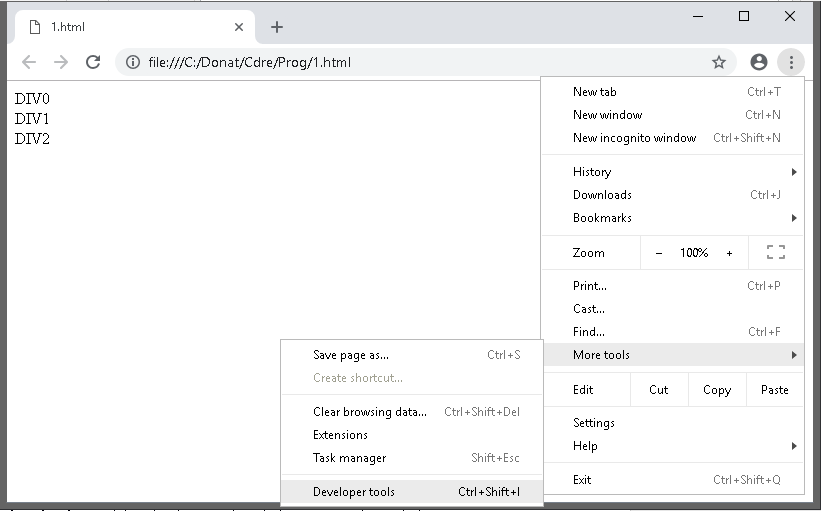 1.html
file:///C:/Donat/Cdre/Prog/1.html
DIV0
DIV1
DIV2
New tab Ctrl+T
New window Ctrl+N
New incognito window Ctrl+Shift+N
History
Downloads Ctrl+J
Bookmarks
Zoom - 100% +
Print... Ctrl+P
Cast...
Find... Ctrl+F
More tools
Edit Cut Copy Paste
Settings
Help
Exit Ctrl+Shift+Q
Save page as... Ctrl+S
Create shortcut...
Clear browsing data... Ctrl+Shift+Del
Extensions
Task manager Shift+Esc
Developer tools Ctrl+Shift+I